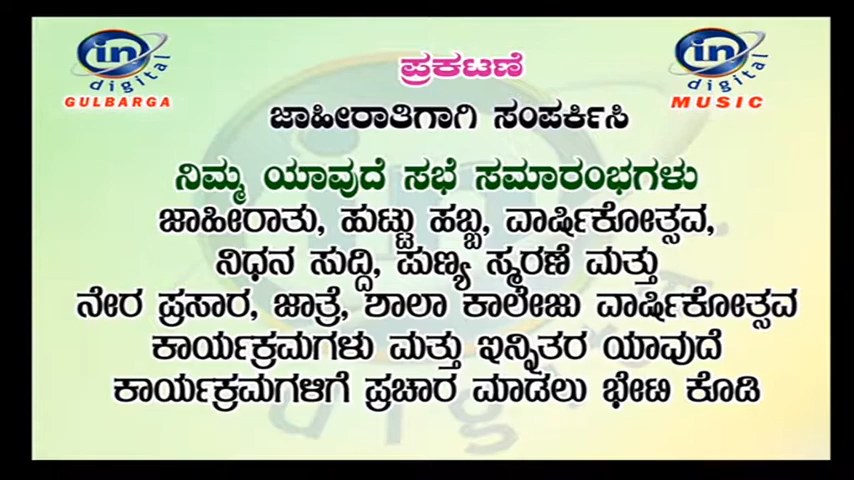 in digital
GULBARGA
in digital
MUSIC
ಪ್ರಕಟಣೆ
ಜಾಹೀರಾತಿಗಾಗಿ ಸಂಪರ್ಕಿಸಿ
ನಿಮ್ಮ ಯಾವುದೆ ಸಭೆ ಸಮಾರಂಭಗಳು
ಜಾಹೀರಾತು, ಹುಟ್ಟು ಹಬ್ಬ, ವಾರ್ಷಿಕೋತ್ಸವ,
ನಿಧನ ಸುದ್ದಿ, ಪುಣ್ಯ ಸ್ಮರಣೆ ಮತ್ತು
ನೇರ ಪ್ರಸಾರ, ಜಾತ್ರೆ, ಶಾಲಾ ಕಾಲೇಜು ವಾರ್ಷಿಕೋತ್ಸವ
ಕಾರ್ಯಕ್ರಮಗಳು ಮತ್ತು ಇನ್ನಿತರ ಯಾವುದೆ
ಕಾರ್ಯಕ್ರಮಗಳಿಗೆ ಪ್ರಚಾರ ಮಾಡಲು ಭೇಟಿ ಕೊಡಿ